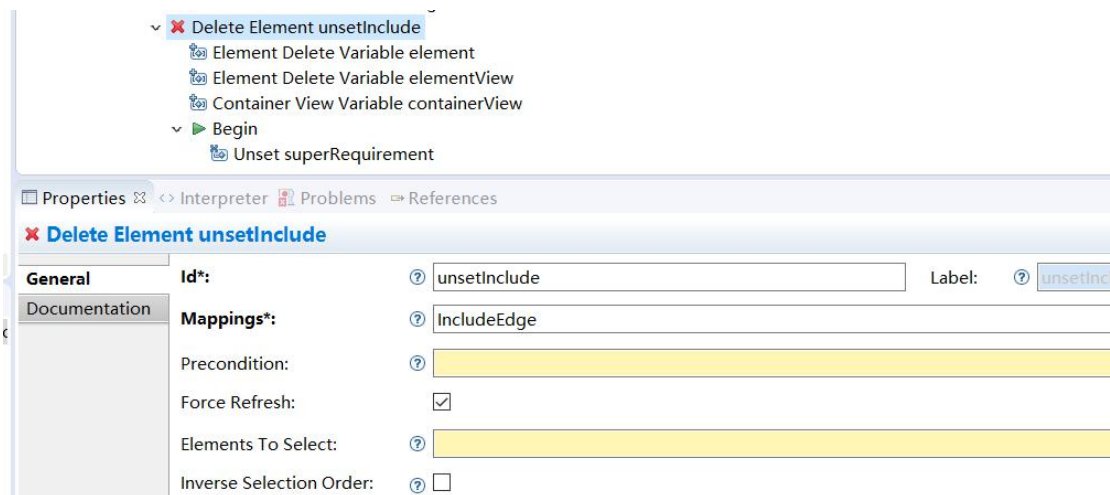 Delete Element unsetInclude
Element Delete Variable element
Element Delete Variable elementView
Container View Variable containerView
Begin
Unset superRequirement
Properties Interpreter Problems References
Delete Element unsetInclude
General
Documentation
Id*: unsetInclude Label: unsetInc
Mappings*: IncludeEdge
Precondition:
Force Refresh:
Elements To Select:
Inverse Selection Order: